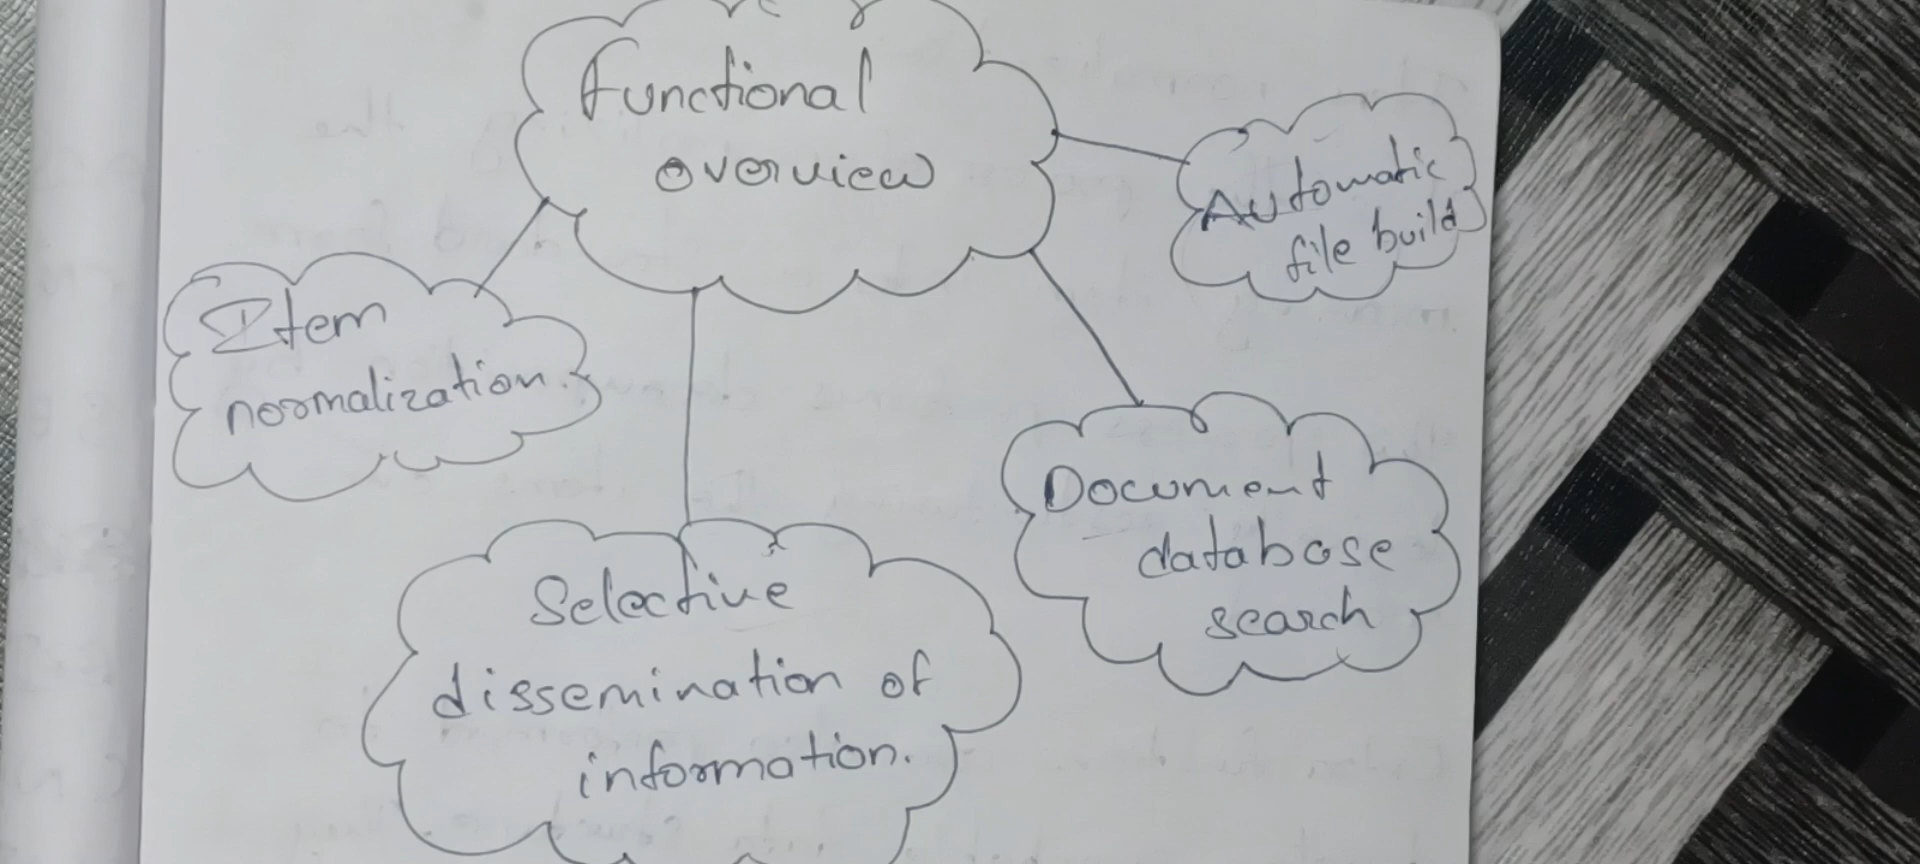 Functional
overview
Automatic
file build
Item
normalization.
Document
database
search
Selective
dissemination of
information.